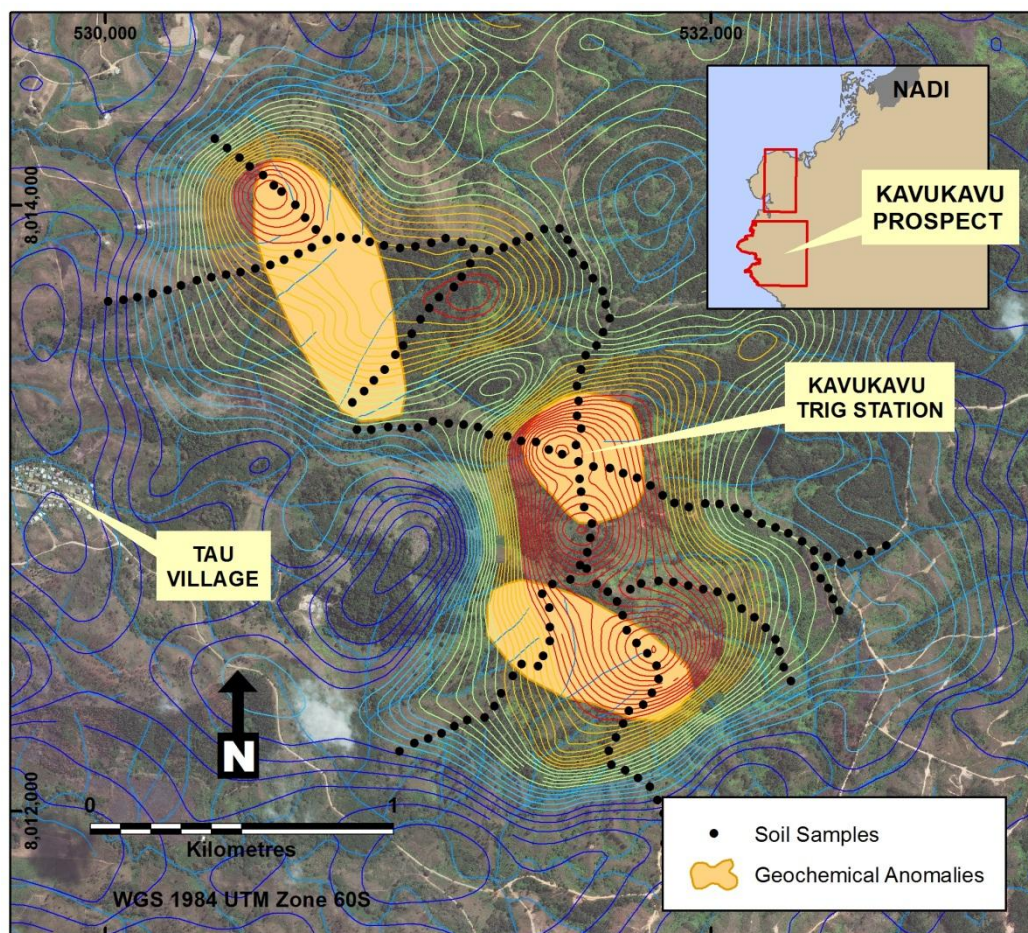 530,000
532,000
NADI
KAVUKAVU
PROSPECT
8,014,000
KAVUKAVU
TRIG STATION
TAU
VILLAGE
N
8,012,000
0
1
Kilometres
WGS 1984 UTM Zone 60S
Soil Samples
Geochemical Anomalies